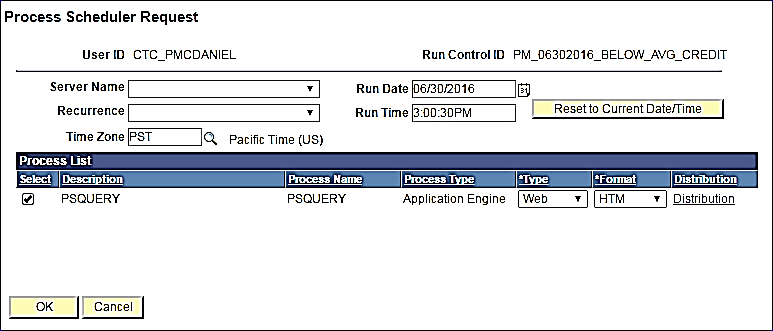 Process Scheduler Request
User ID CTC_PMCDANIEL Run Control ID PM_06302016_BELOW_AVG_CREDIT
Server Name Run Date 06/30/2016 31
Recurrence Run Time 3:00:30PM Reset to Current Date/Time
Time Zone PST Pacific Time (US)
Process List
Select Description Process Name Process Type *Type *Format Distribution
PSQUERY PSQUERY Application Engine Web HTM Distribution
OK Cancel